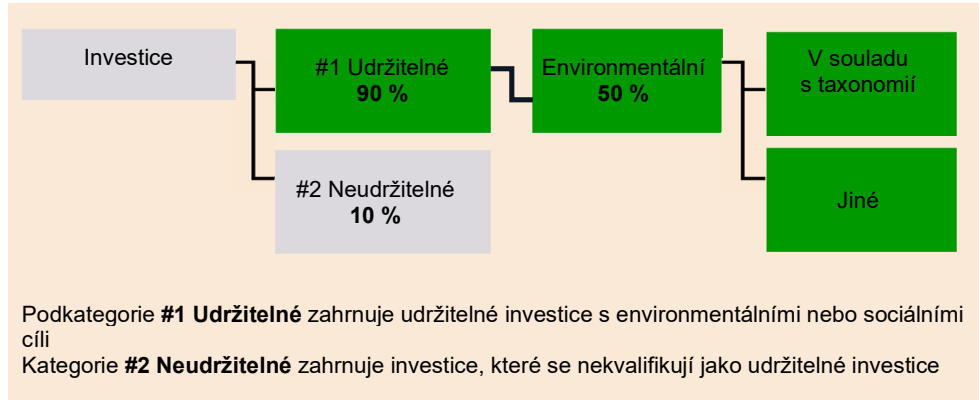 Investice
#1 Udržitelné
90 %
Environmentální
50 %
V souladu
s taxonomií
#2 Neudržitelné
10 %
Jiné
Podkategorie #1 Udržitelné zahrnuje udržitelné investice s environmentálními nebo sociálními
cíli
Kategorie #2 Neudržitelné zahrnuje investice, které se nekvalifikují jako udržitelné investice